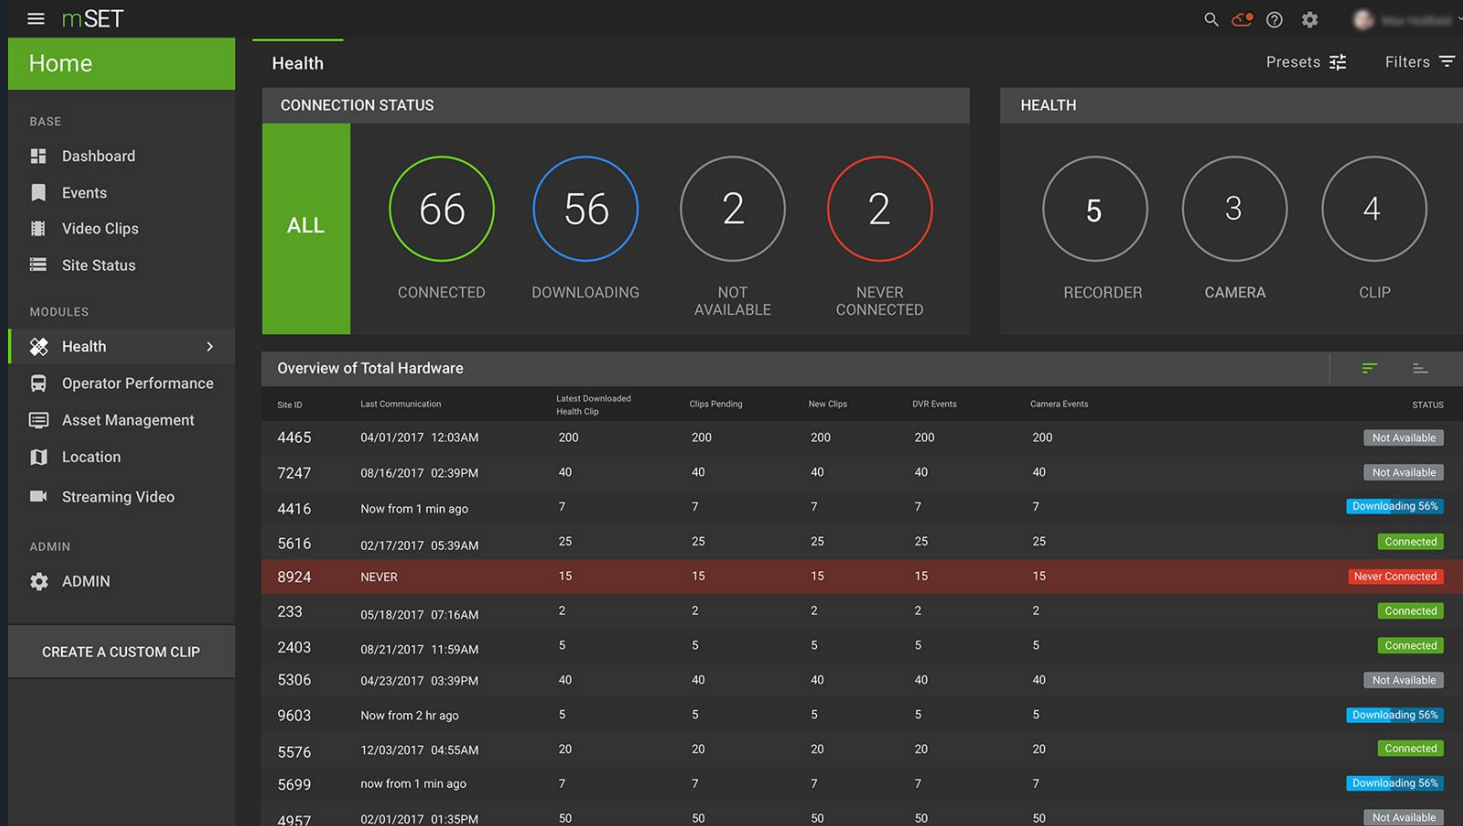 mSET
Home
Health
Presets
Filters
BASE
Dashboard
Events
Video Clips
Site Status
MODULES
Health
Operator Performance
Asset Management
Location
Streaming Video
ADMIN
ADMIN
CREATE A CUSTOM CLIP
CONNECTION STATUS
ALL
66
56
2
2
CONNECTED
DOWNLOADING
NOT
AVAILABLE
NEVER
CONNECTED
HEALTH
5
3
4
RECORDER
CAMERA
CLIP
Overview of Total Hardware
Site ID Last Communication Latest Downloaded
Health Clip Clips Pending New Clips DVR Events Camera Events STATUS
4465 04/01/2017 12:03AM 200 200 200 200 200 Not Available
7247 08/16/2017 02:39PM 40 40 40 40 40 Not Available
4416 Now from 1 min ago 7 7 7 7 7 Downloading 56%
5616 02/17/2017 05:39AM 25 25 25 25 25 Connected
8924 NEVER 15 15 15 15 15 Never Connected
233 05/18/2017 07:16AM 2 2 2 2 2 Connected
2403 08/21/2017 11:59AM 5 5 5 5 5 Connected
5306 04/23/2017 03:39PM 40 40 40 40 40 Not Available
9603 Now from 2 hr ago 5 5 5 5 5 Downloading 56%
5576 12/03/2017 04:55AM 20 20 20 20 20 Connected
5699 now from 1 min ago 7 7 7 7 7 Downloading 56%
4957 02/01/2017 01:35PM 50 50 50 50 50 Not Available